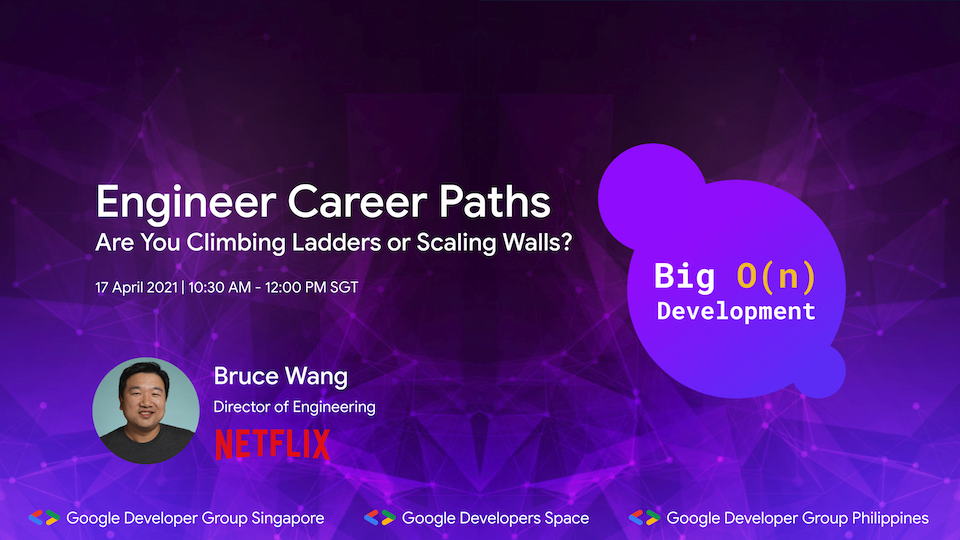 Engineer Career Paths
Are You Climbing Ladders or Scaling Walls?
17 April 2021 | 10:30 AM - 12:00 PM SGT
Big O(n)
Development
Bruce Wang
Director of Engineering
NETFLIX
Google Developer Group Singapore
Google Developers Space
Google Developer Group Philippines